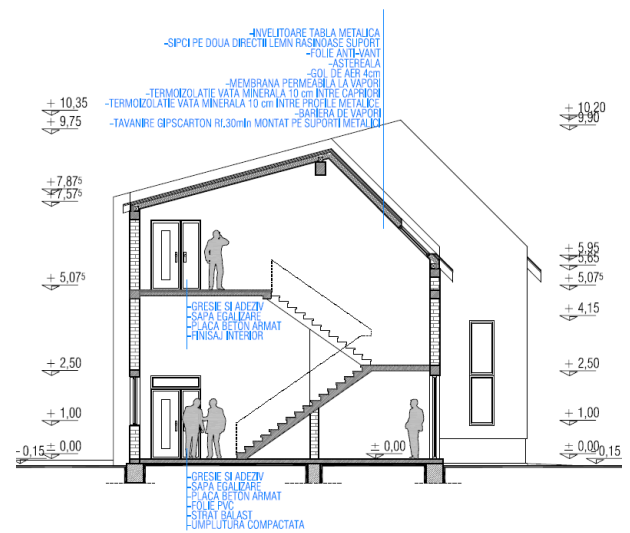 -INVELITOARE TABLA METALICA
-SIPCI PE DOUA DIRECTII LEMN RASINOASE SUPORT
-FOLIE ANTI-VANT
-ASTEREALA
-GOL DE AER 4cm
-MEMBRANA PERMEABILA LA VAPORI
-TERMOIZOLATIE VATA MINERALA 10 cm INTRE CAPRIORI
-TERMOIZOLATIE VATA MINERALA 10 cm INTRE PROFILE METALICE
-BARIERA DE VAPORI
-TAVANIRE GIPSCARTON Rf.30min MONTAT PE SUPORTI METALICI
+ 10,35
+ 9,75
+ 10,20
+ 9,90
+7,875
+7,575
+ 5,95
+ 5,65
+ 5,075
+ 5,075
+ 4,15
-GRESIE SI ADEZIV
-SAPA EGALIZARE
-PLACA BETON ARMAT
-FINISAJ INTERIOR
+ 2,50
+ 2,50
+ 1,00
+ 1,00
- 0,15
± 0,00
± 0,00
± 0,00
- 0,15
-GRESIE SI ADEZIV
-SAPA EGALIZARE
-PLACA BETON ARMAT
-FOLIE PVC
-STRAT BALAST
-UMPLUTURA COMPACTATA